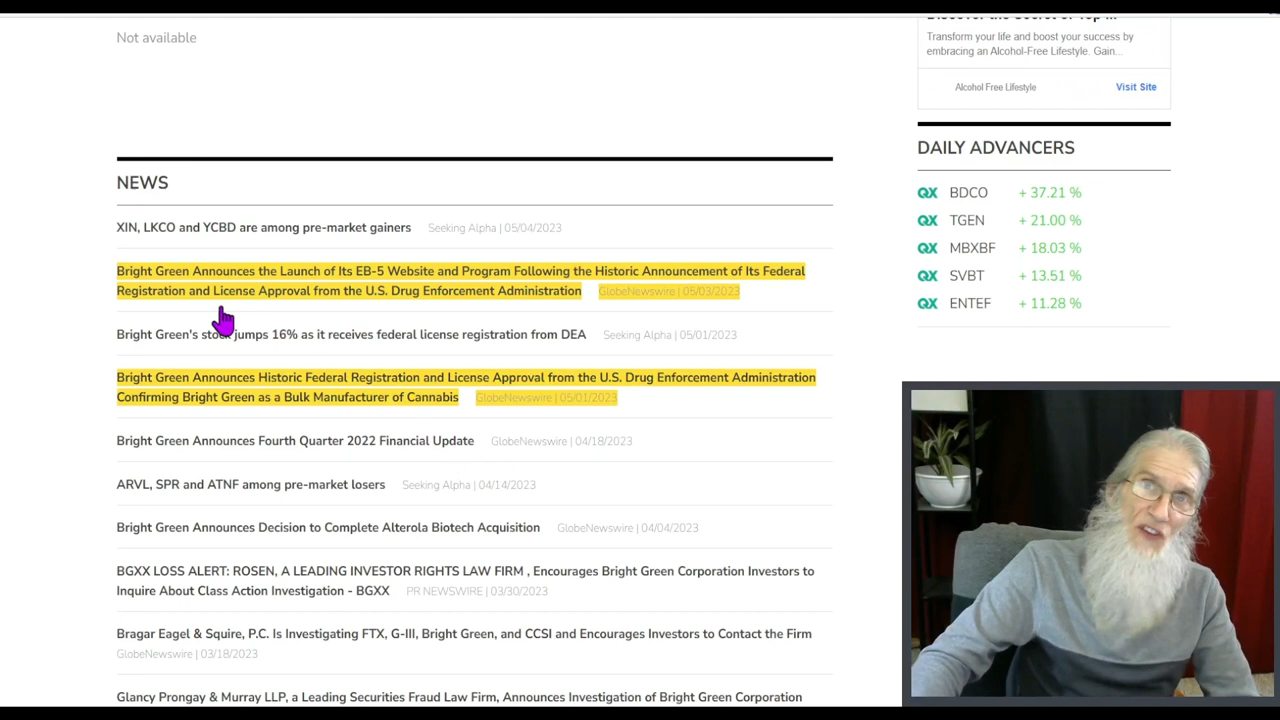 Not available
NEWS
XIN, LKCO and YCBD are among pre-market gainers Seeking Alpha | 05/04/2023
Bright Green Announces the Launch of Its EB-5 Website and Program Following the Historic Announcement of Its Federal
Registration and License Approval from the U.S. Drug Enforcement Administration GlobeNewswire | 05/03/2023
Bright Green's stock jumps 16% as it receives federal license registration from DEA Seeking Alpha | 05/01/2023
Bright Green Announces Historic Federal Registration and License Approval from the U.S. Drug Enforcement Administration
Confirming Bright Green as a Bulk Manufacturer of Cannabis GlobeNewswire | 05/01/2023
Bright Green Announces Fourth Quarter 2022 Financial Update GlobeNewswire | 04/18/2023
ARVL, SPR and ATNF among pre-market losers Seeking Alpha | 04/14/2023
Bright Green Announces Decision to Complete Alterola Biotech Acquisition GlobeNewswire | 04/04/2023
BGXX LOSS ALERT: ROSEN, A LEADING INVESTOR RIGHTS LAW FIRM , Encourages Bright Green Corporation Investors to
Inquire About Class Action Investigation - BGXX PR NEWSWIRE | 03/30/2023
Bragar Eagel & Squire, P.C. Is Investigating FTX, G-III, Bright Green, and CCSI and Encourages Investors to Contact the Firm
GlobeNewswire | 03/18/2023
Glancy Prongay & Murray LLP, a Leading Securities Fraud Law Firm, Announces Investigation of Bright Green Corporation
Transform your life and boost your success by
embracing an Alcohol-Free Lifestyle. Gain...
Alcohol Free Lifestyle Visit Site
DAILY ADVANCERS
QX BDCO + 37.21 %
QX TGEN + 21.00 %
QX MBXBF + 18.03 %
QX SVBT + 13.51 %
QX ENTEF + 11.28 %